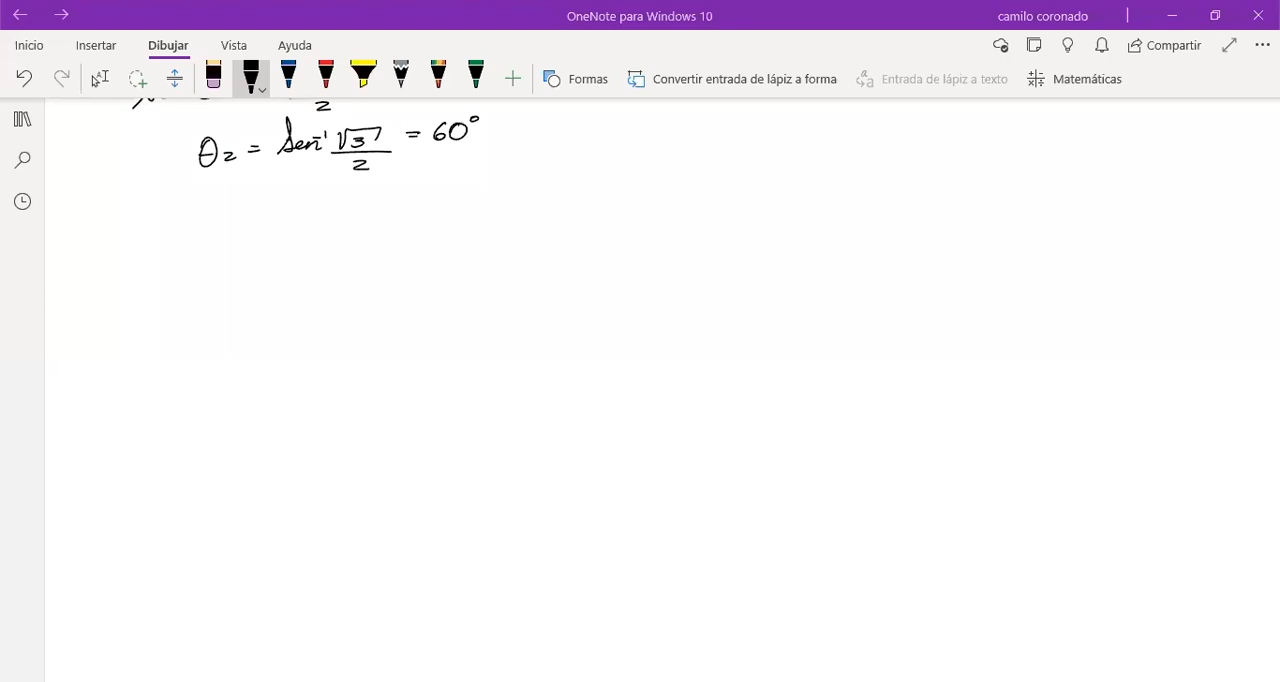 OneNote para Windows 10
camilo coronado
Inicio Insertar Dibujar Vista Ayuda
Compartir
Formas Convertir entrada de lápiz a forma Entrada de lápiz a texto Matemáticas
2
θ₂ = Sen⁻¹ √3/2 = 60°